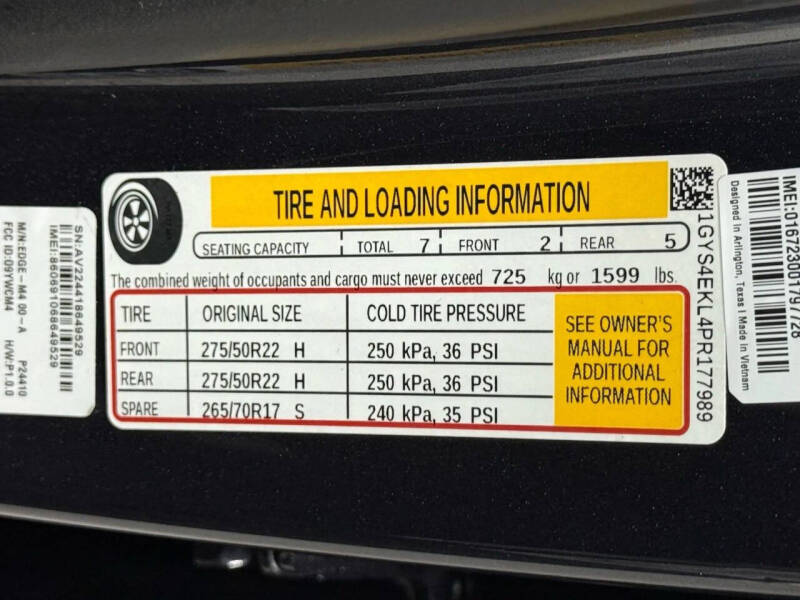 TIRE AND LOADING INFORMATION
SEATING CAPACITY TOTAL 7 FRONT 2 REAR 5
The combined weight of occupants and cargo must never exceed 725 kg or 1599 lbs.
TIRE ORIGINAL SIZE COLD TIRE PRESSURE
FRONT 275/50R22 H 250 kPa, 36 PSI
REAR 275/50R22 H 250 kPa, 36 PSI
SPARE 265/70R17 S 240 kPa, 35 PSI
SEE OWNER'S
MANUAL FOR
ADDITIONAL
INFORMATION
1GYS4EKL4PR177989
SN:AV224418649529
IMEI:860691068649529
M/N:EDGE-M4 00-A P24410
FCC ID:O9YWCM4 H/W:P1.0.0
IMEI:016723001797728
Designed In Arlington, Texas | Made In Vietnam